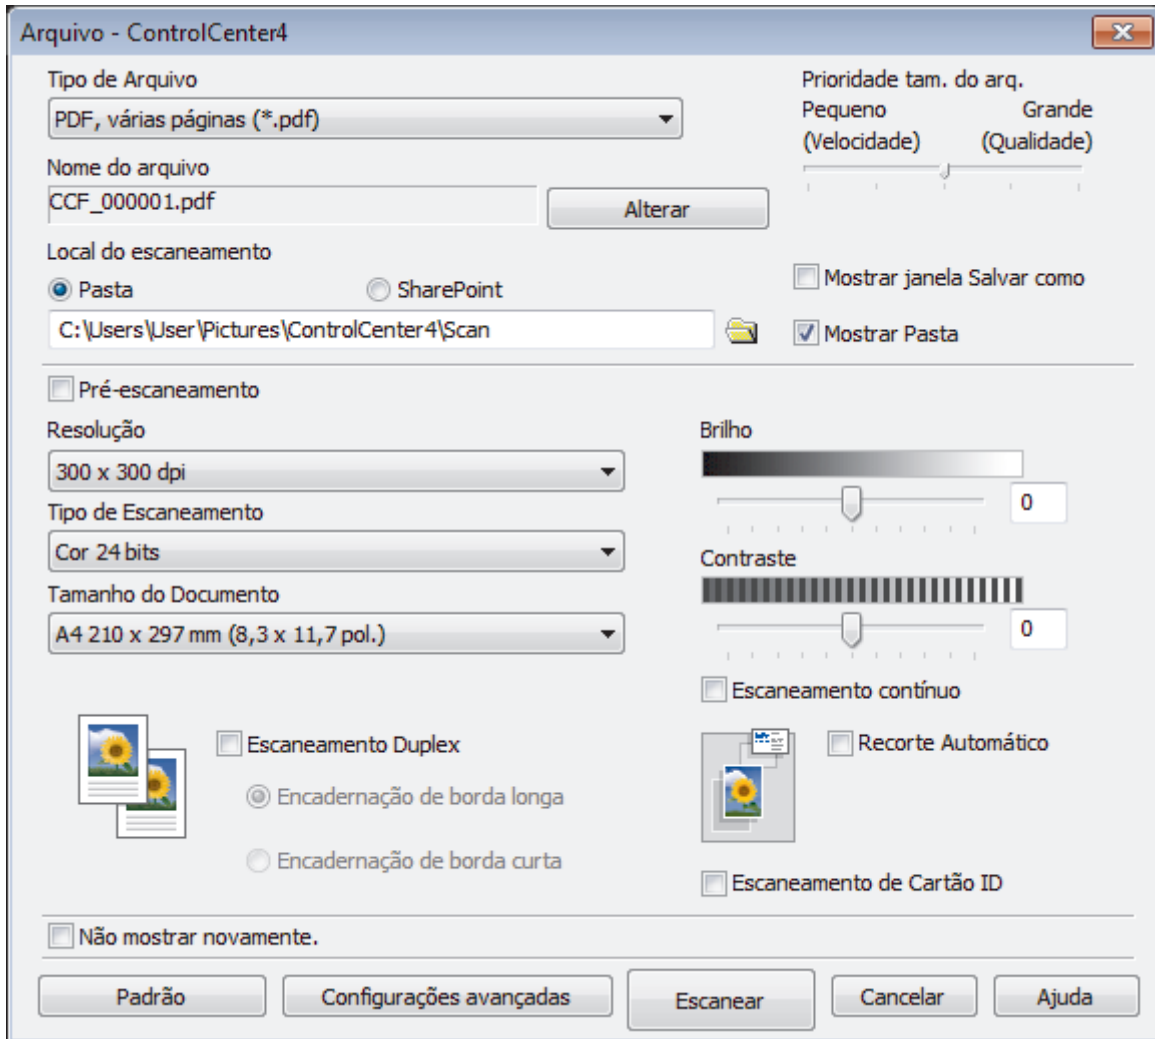 Arquivo - ControlCenter4
Tipo de Arquivo
PDF, várias páginas (*.pdf)
Prioridade tam. do arq.
Pequeno Grande
(Velocidade) (Qualidade)
Nome do arquivo
CCF_000001.pdf
Alterar
Local do escaneamento
Pasta
SharePoint
C:\Users\User\Pictures\ControlCenter4\Scan
Mostrar janela Salvar como
Mostrar Pasta
Pré-escaneamento
Resolução
300 x 300 dpi
Tipo de Escaneamento
Cor 24 bits
Tamanho do Documento
A4 210 x 297 mm (8,3 x 11,7 pol.)
Brilho
0
Contraste
0
Escaneamento contínuo
Escaneamento Duplex
Encadernação de borda longa
Encadernação de borda curta
Recorte Automático
Escaneamento de Cartão ID
Não mostrar novamente.
Padrão
Configurações avançadas
Escanear
Cancelar
Ajuda